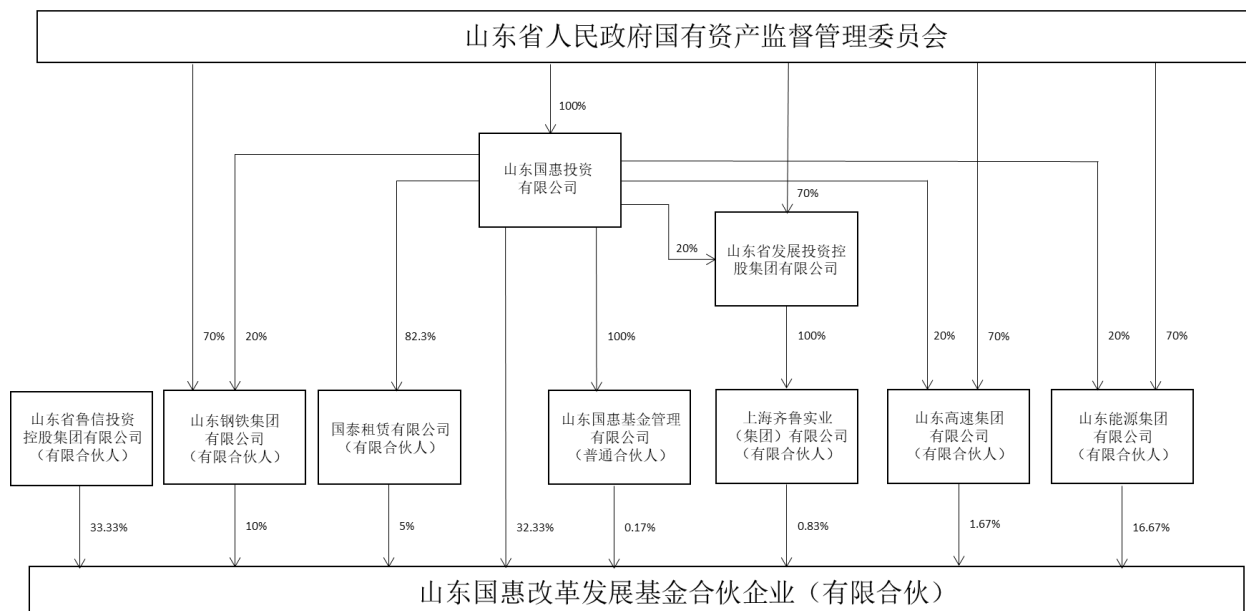 山东省人民政府国有资产监督管理委员会
100%
山东国惠投资
有限公司
70%
20%
山东省发展投资控
股集团有限公司
70%
20%
82.3%
100%
100%
20%
70%
20%
70%
山东省鲁信投资
控股集团有限公司
（有限合伙人）
山东钢铁集团
有限公司
（有限合伙人）
国泰租赁有限公司
（有限合伙人）
山东国惠基金管理
有限公司
（普通合伙人）
上海齐鲁实业
（集团）有限公司
（有限合伙人）
山东高速集团
有限公司
（有限合伙人）
山东能源集团
有限公司
（有限合伙人）
33.33%
10%
5%
32.33%
0.17%
0.83%
1.67%
16.67%
山东国惠改革发展基金合伙企业（有限合伙）